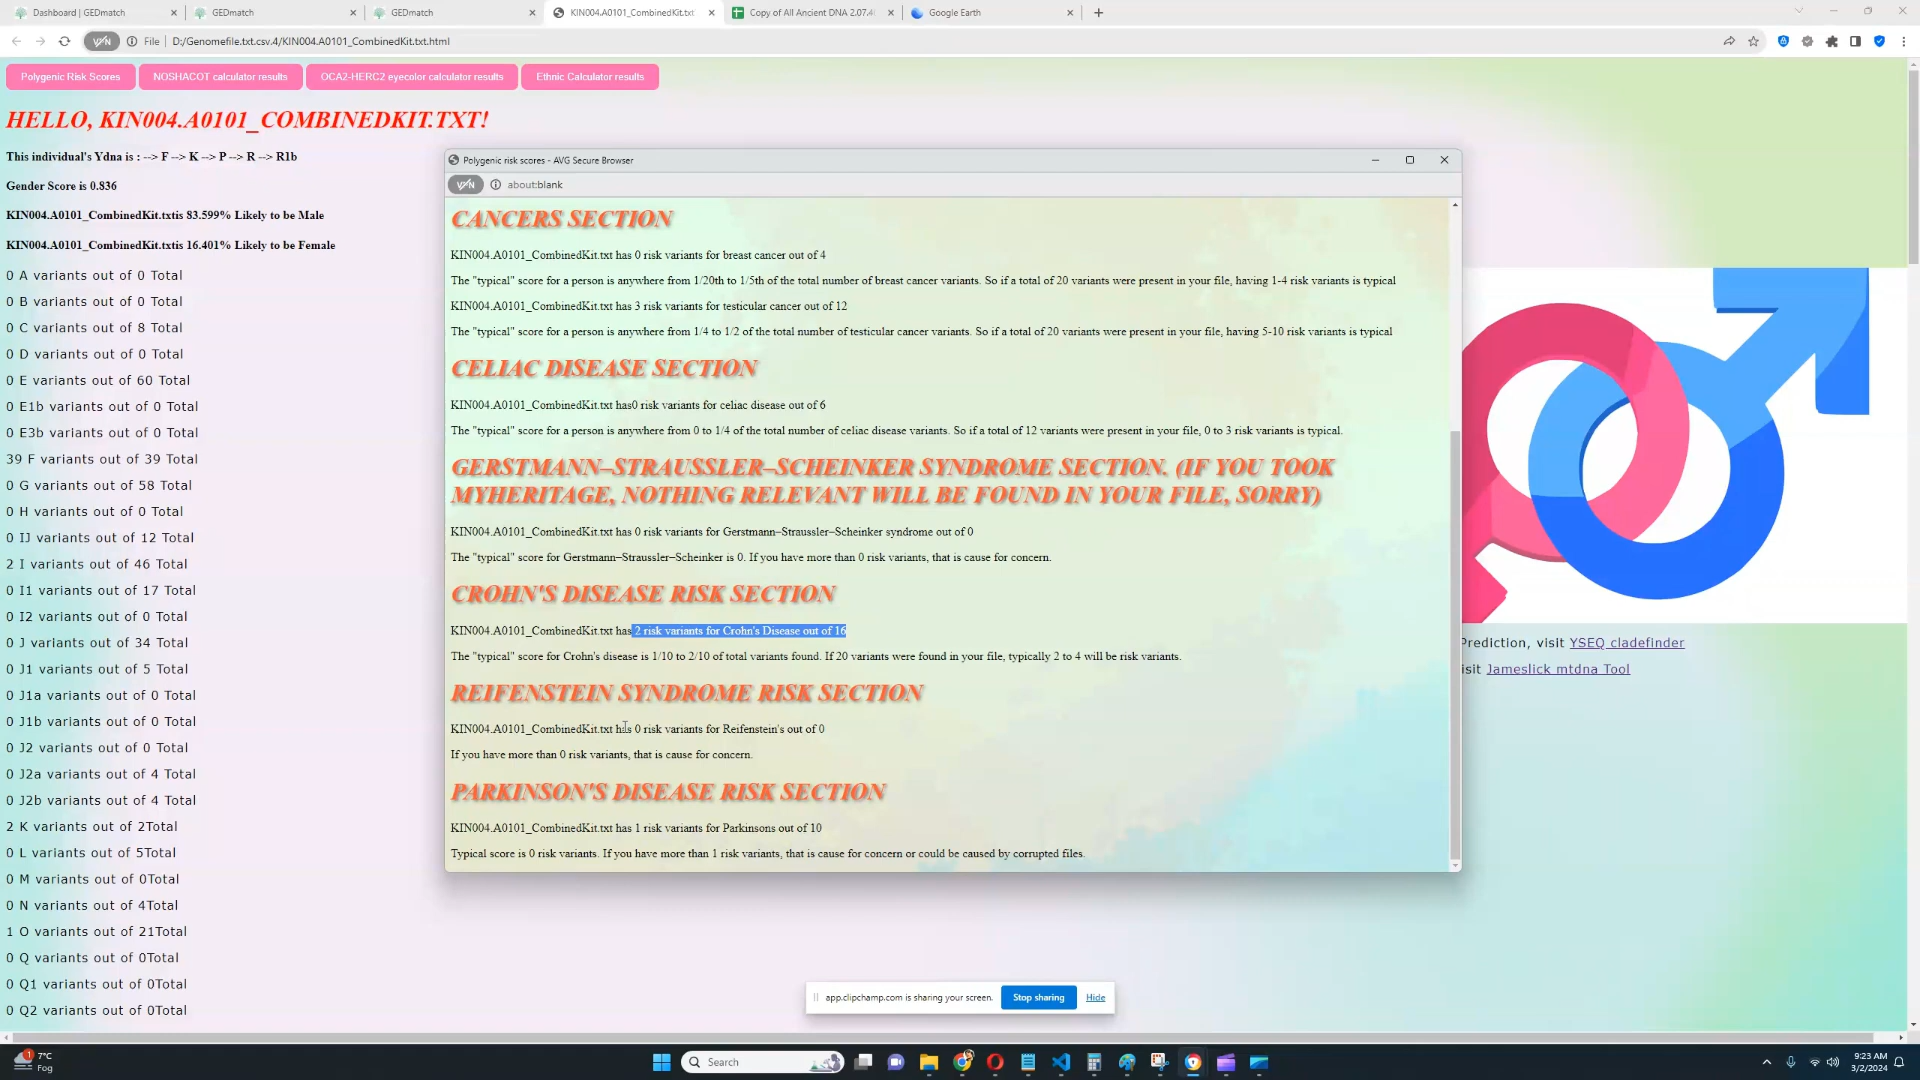 Dashboard | GEDmatch
GEDmatch
GEDmatch
KIN004.A0101_CombinedKit.txt
Copy of All Ancient DNA 2.07.4
Google Earth
VPN
File
D:/Genomefile.txt.csv.4/KIN004.A0101_CombinedKit.txt.html
Polygenic Risk Scores
NOSHACOT calculator results
OCA2-HERC2 eyecolor calculator results
Ethnic Calculator results
HELLO, KIN004.A0101_COMBINEDKIT.TXT!
This individual's Ydna is : --> F --> K --> P --> R --> R1b
Gender Score is 0.836
KIN004.A0101_CombinedKit.txtis 83.599% Likely to be Male
KIN004.A0101_CombinedKit.txtis 16.401% Likely to be Female
0 A variants out of 0 Total
0 B variants out of 0 Total
0 C variants out of 8 Total
0 D variants out of 0 Total
0 E variants out of 60 Total
0 E1b variants out of 0 Total
0 E3b variants out of 0 Total
39 F variants out of 39 Total
0 G variants out of 58 Total
0 H variants out of 0 Total
0 IJ variants out of 12 Total
2 I variants out of 46 Total
0 I1 variants out of 17 Total
0 I2 variants out of 0 Total
0 J variants out of 34 Total
0 J1 variants out of 5 Total
0 J1a variants out of 0 Total
0 J1b variants out of 0 Total
0 J2 variants out of 0 Total
0 J2a variants out of 4 Total
0 J2b variants out of 4 Total
2 K variants out of 2Total
0 L variants out of 5Total
0 M variants out of 0Total
0 N variants out of 4Total
1 O variants out of 21Total
0 Q variants out of 0Total
0 Q1 variants out of 0Total
0 Q2 variants out of 0Total
Polygenic risk scores - AVG Secure Browser
VPN
about:blank
CANCERS SECTION
KIN004.A0101_CombinedKit.txt has 0 risk variants for breast cancer out of 4
The "typical" score for a person is anywhere from 1/20th to 1/5th of the total number of breast cancer variants. So if a total of 20 variants were present in your file, having 1-4 risk variants is typical
KIN004.A0101_CombinedKit.txt has 3 risk variants for testicular cancer out of 12
The "typical" score for a person is anywhere from 1/4 to 1/2 of the total number of testicular cancer variants. So if a total of 20 variants were present in your file, having 5-10 risk variants is typical
CELIAC DISEASE SECTION
KIN004.A0101_CombinedKit.txt has0 risk variants for celiac disease out of 6
The "typical" score for a person is anywhere from 0 to 1/4 of the total number of celiac disease variants. So if a total of 12 variants were present in your file, 0 to 3 risk variants is typical.
GERSTMANN–STRAUSSLER–SCHEINKER SYNDROME SECTION. (IF YOU TOOK
MYHERITAGE, NOTHING RELEVANT WILL BE FOUND IN YOUR FILE, SORRY)
KIN004.A0101_CombinedKit.txt has 0 risk variants for Gerstmann–Straussler–Scheinker syndrome out of 0
The "typical" score for Gerstmann–Straussler–Scheinker is 0. If you have more than 0 risk variants, that is cause for concern.
CROHN'S DISEASE RISK SECTION
KIN004.A0101_CombinedKit.txt has 2 risk variants for Crohn's Disease out of 16
The "typical" score for Crohn's disease is 1/10 to 2/10 of total variants found. If 20 variants were found in your file, typically 2 to 4 will be risk variants.
REIFENSTEIN SYNDROME RISK SECTION
KIN004.A0101_CombinedKit.txt has 0 risk variants for Reifenstein's out of 0
If you have more than 0 risk variants, that is cause for concern.
PARKINSON'S DISEASE RISK SECTION
KIN004.A0101_CombinedKit.txt has 1 risk variants for Parkinsons out of 10
Typical score is 0 risk variants. If you have more than 1 risk variants, that is cause for concern or could be caused by corrupted files.
Prediction, visit YSEQ cladefinder
isit Jameslick mtdna Tool
app.clipchamp.com is sharing your screen.
Stop sharing
Hide
1
7°C
Fog
Search
9:23 AM
3/2/2024